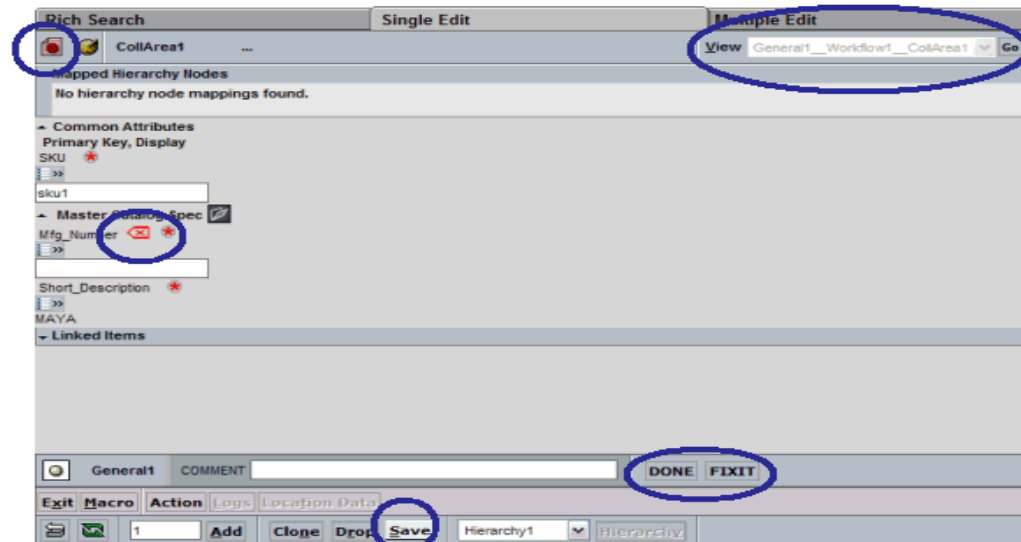 Rich Search Single Edit Multiple Edit
CollArea1 ... View General1__Workflow1__CollArea1 Go
Mapped Hierarchy Nodes
No hierarchy node mappings found.
Common Attributes
Primary Key, Display
SKU
sku1
Master Catalog Spec
Mfg_Number
Short_Description
MAYA
Linked Items
General1 COMMENT DONE FIXIT
Exit Macro Action Logs Location Data
1 Add Clone Drop Save Hierarchy1 Hierarchy